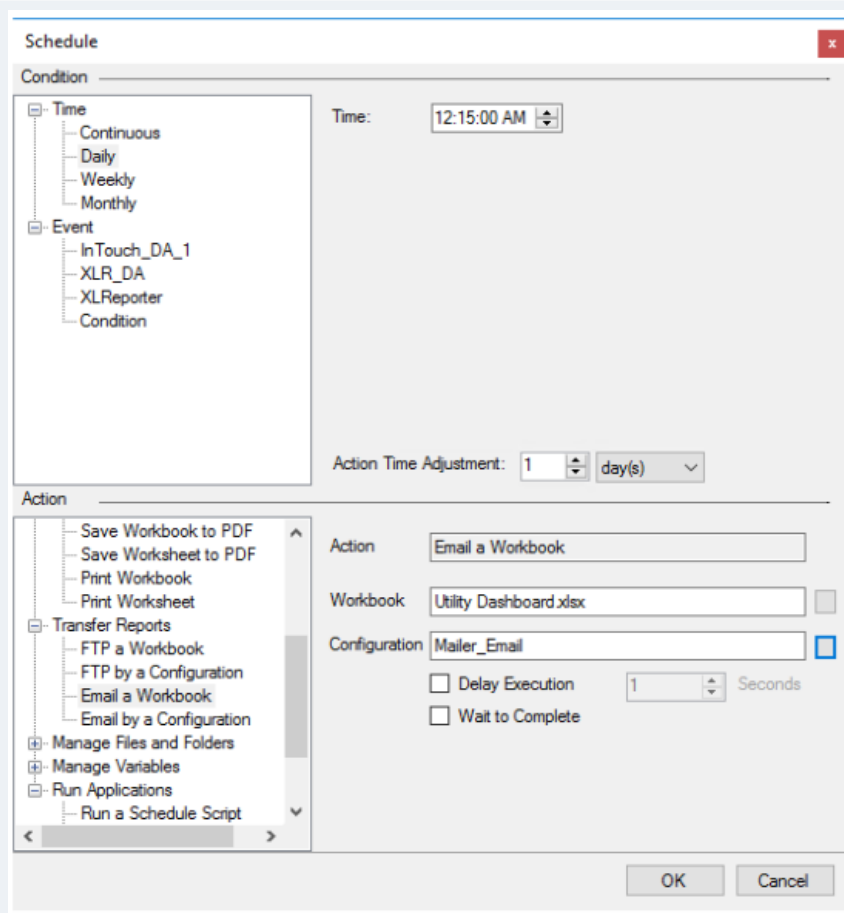 Schedule
x
Condition
Time
Continuous
Daily
Weekly
Monthly
Event
InTouch_DA_1
XLR_DA
XLReporter
Condition
Time: 12:15:00 AM
Action Time Adjustment: 1 day(s)
Action
Save Workbook to PDF
Save Worksheet to PDF
Print Workbook
Print Worksheet
Transfer Reports
FTP a Workbook
FTP by a Configuration
Email a Workbook
Email by a Configuration
Manage Files and Folders
Manage Variables
Run Applications
Run a Schedule Script
Action Email a Workbook
Workbook Utility Dashboard.xlsx
Configuration Mailer_Email
Delay Execution 1 Seconds
Wait to Complete
OK Cancel